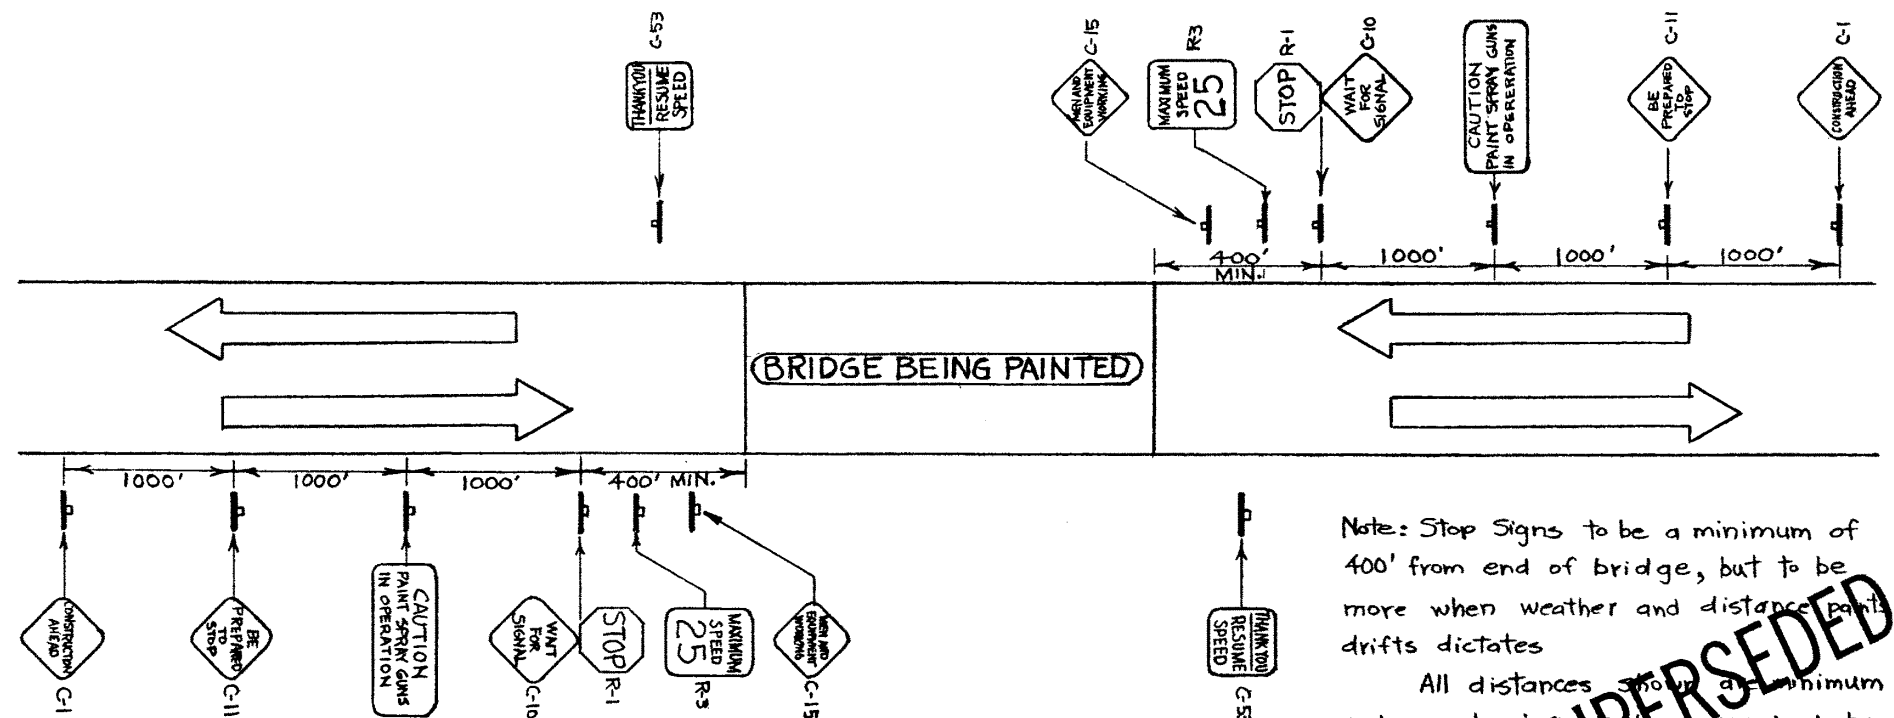 C-53
THANK YOU
RESUME
SPEED
C-15
MEN AND
EQUIPMENT
WORKING
R-3
MAXIMUM
SPEED
25
R-1
STOP
C-10
WAIT
FOR
SIGNAL
CAUTION
PAINT SPRAY GUNS
IN OPERERATION
C-11
BE
PREPARED
TO
STOP
C-1
CONSTRUCTION
AHEAD
400'
MIN.
1000'
1000'
1000'
BRIDGE BEING PAINTED
1000'
1000'
1000'
400' MIN.
CONSTRUCTION
AHEAD
C-1
BE
PREPARED
TO
STOP
C-11
CAUTION
PAINT SPRAY GUNS
IN OPERATION
WAIT
FOR
SIGNAL
C-10
STOP
R-1
MAXIMUM
SPEED
25
R-3
MEN AND
EQUIPMENT
WORKING
C-15
THANK YOU
RESUME
SPEED
Note: Stop Signs to be a minimum of
400' from end of bridge, but to be
more when weather and distance paints
drifts dictates
All distances shown are minimum